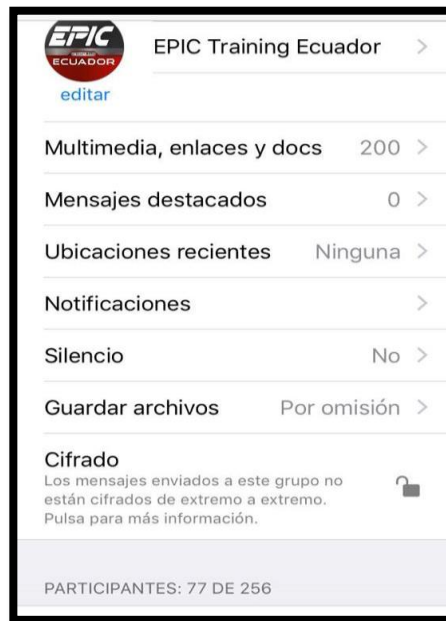 EPIC
ECUADOR
EPIC Training Ecuador
editar
Multimedia, enlaces y docs 200
Mensajes destacados 0
Ubicaciones recientes Ninguna
Notificaciones
Silencio No
Guardar archivos Por omisión
Cifrado
Los mensajes enviados a este grupo no
están cifrados de extremo a extremo.
Pulsa para más información.
PARTICIPANTES: 77 DE 256